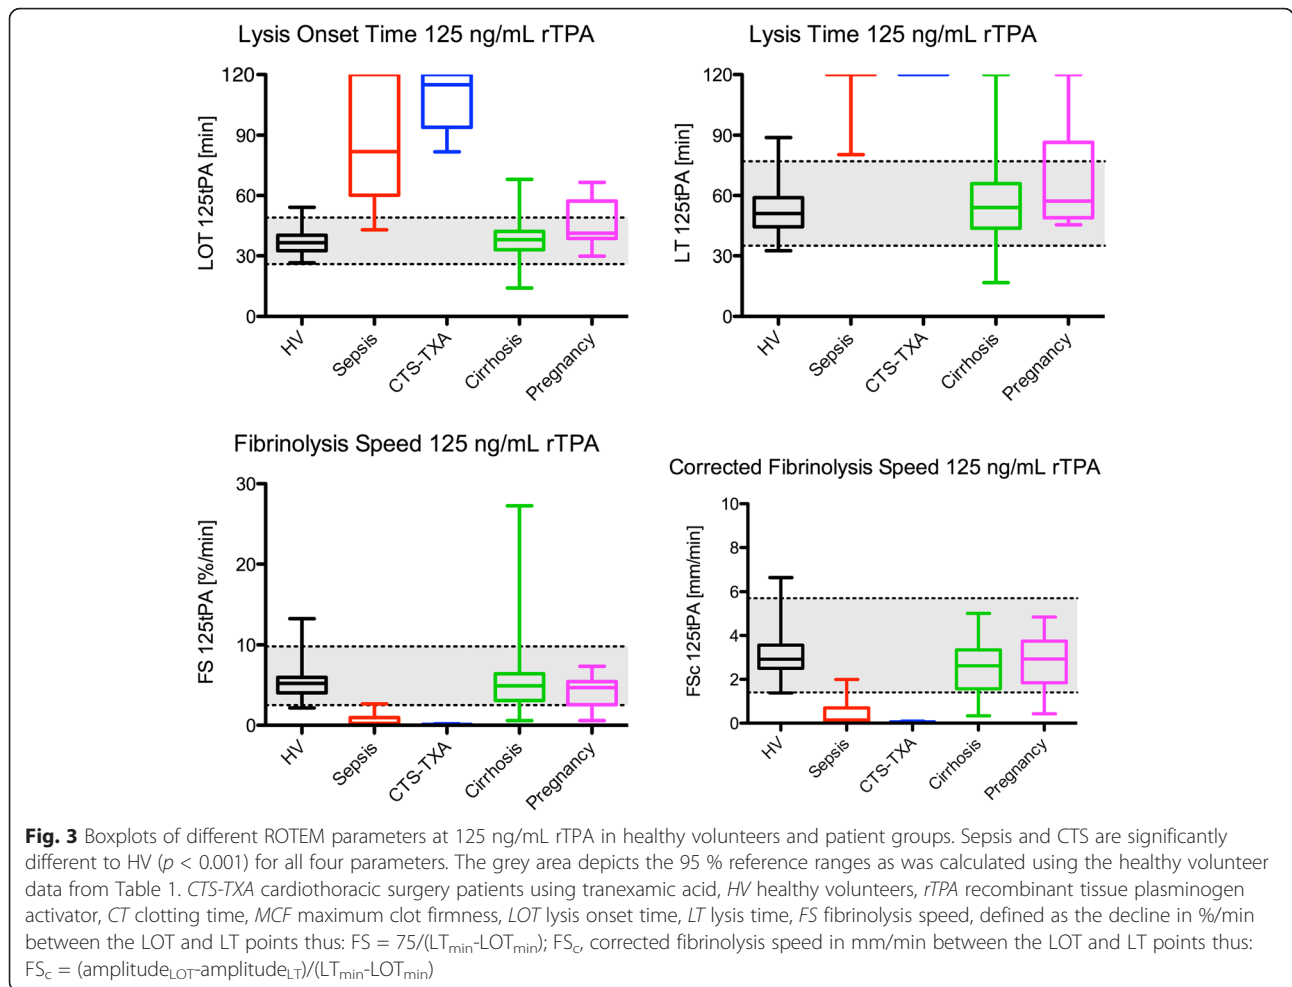 Lysis Onset Time 125 ng/mL rTPA
LOT 125tPA [min]
120
90
60
30
0
HV
Sepsis
CTS-TXA
Cirrhosis
Pregnancy
Lysis Time 125 ng/mL rTPA
LT 125tPA [min]
120
90
60
30
0
HV
Sepsis
CTS-TXA
Cirrhosis
Pregnancy
Fibrinolysis Speed 125 ng/mL rTPA
FS 125tPA [%/min]
30
20
10
0
HV
Sepsis
CTS-TXA
Cirrhosis
Pregnancy
Corrected Fibrinolysis Speed 125 ng/mL rTPA
FSc 125tPA [mm/min]
10
8
6
4
2
0
HV
Sepsis
CTS-TXA
Cirrhosis
Pregnancy
Fig. 3 Boxplots of different ROTEM parameters at 125 ng/mL rTPA in healthy volunteers and patient groups. Sepsis and CTS are significantly
different to HV (p < 0.001) for all four parameters. The grey area depicts the 95 % reference ranges as was calculated using the healthy volunteer
data from Table 1. CTS-TXA cardiothoracic surgery patients using tranexamic acid, HV healthy volunteers, rTPA recombinant tissue plasminogen
activator, CT clotting time, MCF maximum clot firmness, LOT lysis onset time, LT lysis time, FS fibrinolysis speed, defined as the decline in %/min
between the LOT and LT points thus: FS = 75/(LTmin-LOTmin); FSc, corrected fibrinolysis speed in mm/min between the LOT and LT points thus:
FSc = (amplitudeLOT-amplitudeLT)/(LTmin-LOTmin)